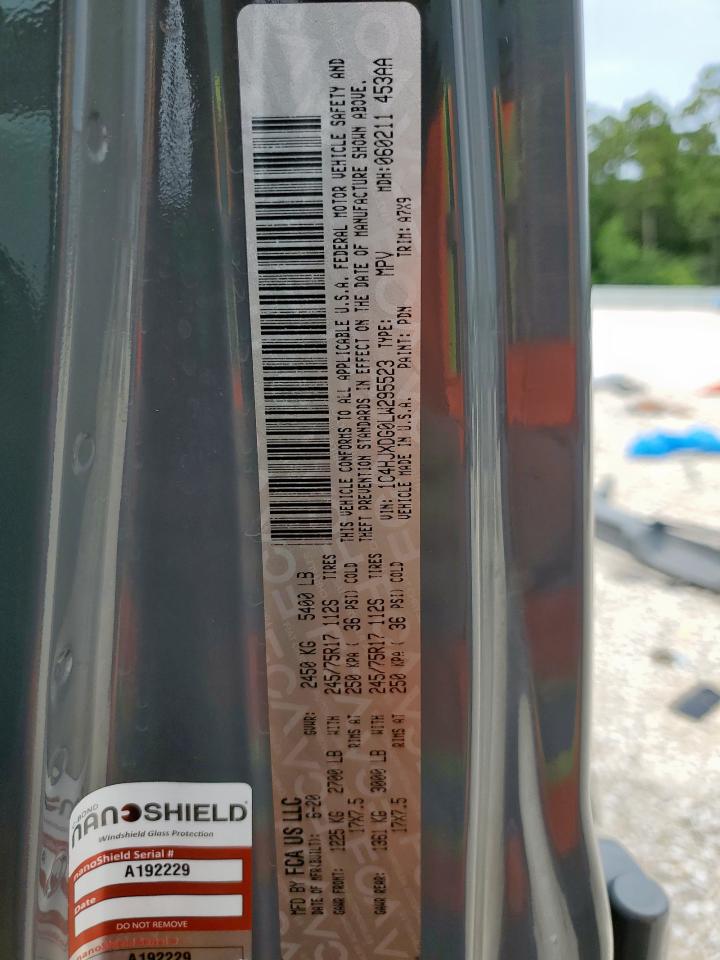 MFD BY FCA US LLC
DATE OF MFR(BUILT): 6-20 GVWR: 2450 KG 5400 LB
GAWR FRONT: 1225 KG 2700 LB WITH 245/75R17 112S TIRES
17X7.5 RIMS AT 250 KPA ( 36 PSI) COLD
GAWR REAR: 1361 KG 3000 LB WITH 245/75R17 112S TIRES
17X7.5 RIMS AT 250 KPA ( 36 PSI) COLD
THIS VEHICLE CONFORMS TO ALL APPLICABLE U.S.A. FEDERAL MOTOR VEHICLE SAFETY AND
THEFT PREVENTION STANDARDS IN EFFECT ON THE DATE OF MANUFACTURE SHOWN ABOVE.
VIN: 1C4HJXDG0LW295523 TYPE: MPV MDH:060211 453AA
VEHICLE MADE IN U.S.A. PAINT: PDN TRIM: A7X9
nanOSHIELD
Windshield Glass Protection
nanoShield Serial #
A192229
Date
DO NOT REMOVE
A192229